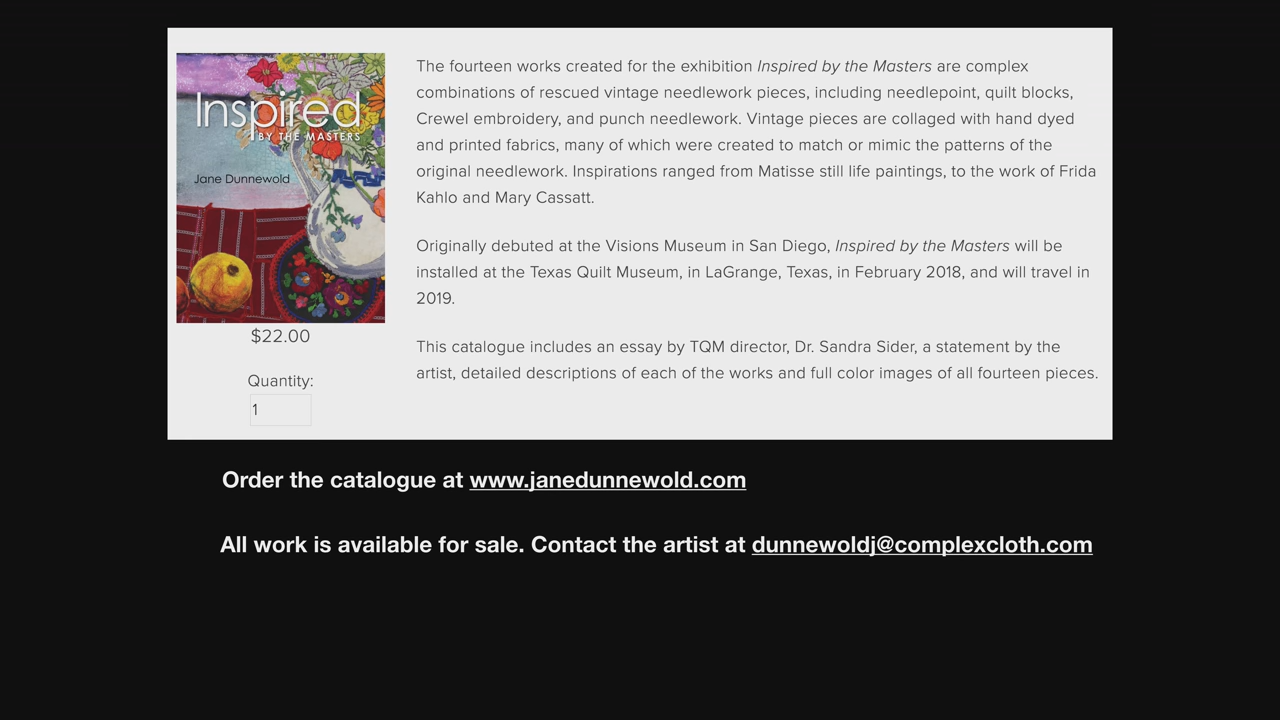 Inspired
BY THE MASTERS
Jane Dunnewold
$22.00
Quantity:
1
The fourteen works created for the exhibition Inspired by the Masters are complex
combinations of rescued vintage needlework pieces, including needlepoint, quilt blocks,
Crewel embroidery, and punch needlework. Vintage pieces are collaged with hand dyed
and printed fabrics, many of which were created to match or mimic the patterns of the
original needlework. Inspirations ranged from Matisse still life paintings, to the work of Frida
Kahlo and Mary Cassatt.
Originally debuted at the Visions Museum in San Diego, Inspired by the Masters will be
installed at the Texas Quilt Museum, in LaGrange, Texas, in February 2018, and will travel in
2019.
This catalogue includes an essay by TQM director, Dr. Sandra Sider, a statement by the
artist, detailed descriptions of each of the works and full color images of all fourteen pieces.
Order the catalogue at www.janedunnewold.com
All work is available for sale. Contact the artist at dunnewoldj@complexcloth.com